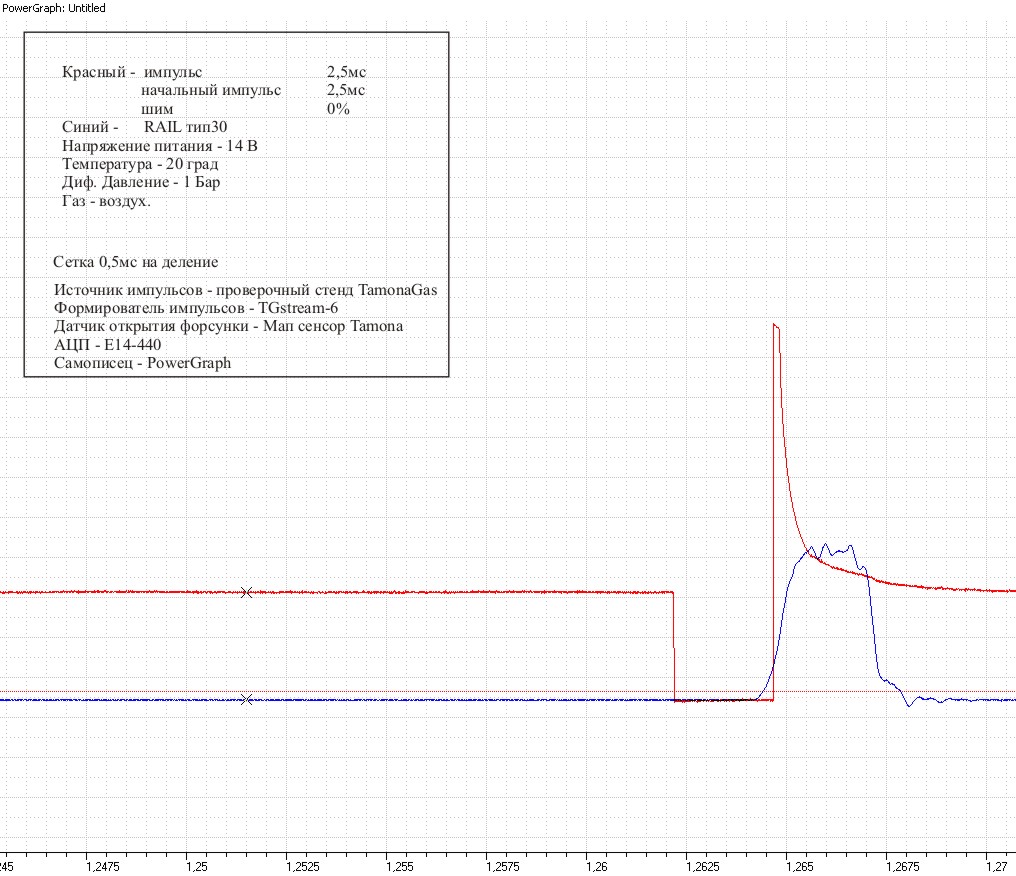 PowerGraph: Untitled
Красный - импульс 2,5мс
начальный импульс 2,5мс
шим 0%
Синий - RAIL тип30
Напряжение питания - 14 В
Температура - 20 град
Диф. Давление - 1 Бар
Газ - воздух.
Сетка 0,5мс на деление
Источник импульсов - проверочный стенд TamonaGas
Формирователь импульсов - TGstream-6
Датчик открытия форсунки - Мап сенсор Tamona
АЦП - Е14-440
Самописец - PowerGraph
245 1,2475 1,25 1,2525 1,255 1,2575 1,26 1,2625 1,265 1,2675 1,27